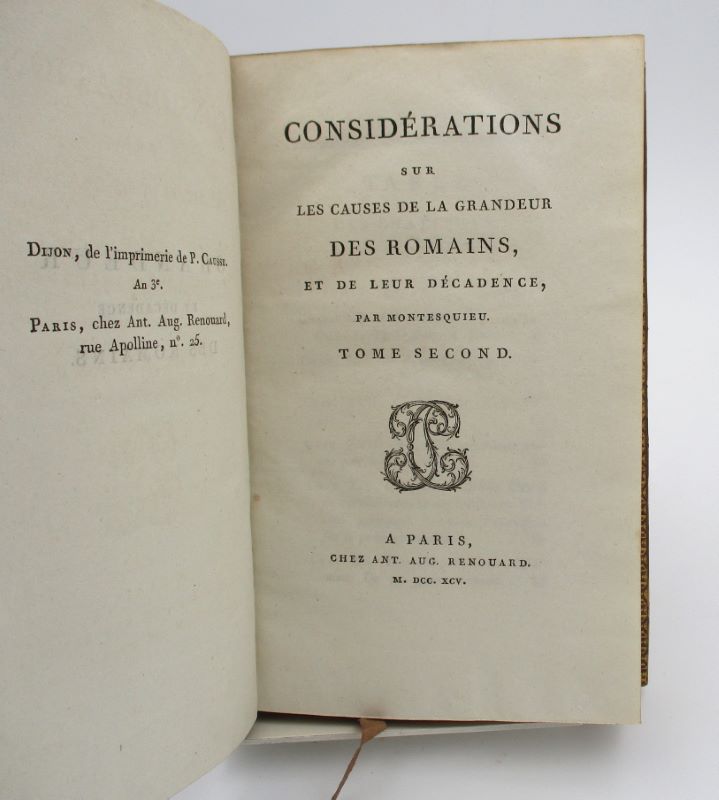 DIJON, de l'imprimerie de P. CAUSSE.
An 3e.
PARIS, chez Ant. Aug. Renouard,
rue Apolline, nº. 25.
CONSIDÉRATIONS
SUR
LES CAUSES DE LA GRANDEUR
DES ROMAINS,
ET DE LEUR DÉCADENCE,
PAR MONTESQUIEU.
TOME SECOND.
A PARIS,
CHEZ ANT. AUG. RENOUARD.
M. DCC. XCV.